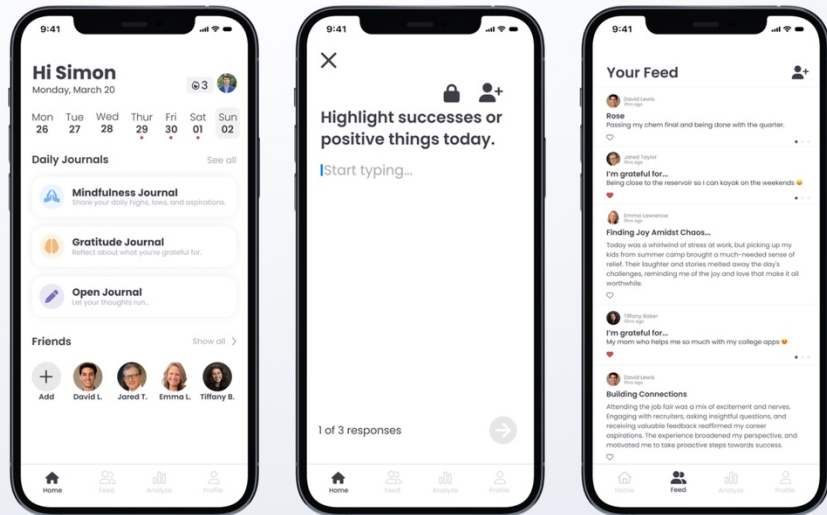 9:41
Hi Simon
Monday, March 20
3
Mon Tue Wed Thur Fri Sat Sun
26 27 28 29 30 01 02
Daily Journals See all
Mindfulness Journal
Share your daily highs, lows, and aspirations.
Gratitude Journal
Reflect about what you're grateful for.
Open Journal
Let your thoughts run...
Friends Show all
Add David L. Jared T. Emma L. Tiffany B.
Home Feed Analyze Profile
9:41
Highlight successes or
positive things today.
Start typing...
1 of 3 responses
Home Feed Analyze Profile
9:41
Your Feed
David Lewis
Rose
Passing my chem final and being done with the quarter.
Jared Taylor
I'm grateful for...
Being close to the reservoir so I can kayak on the weekends 😄
Emma Lawrence
Finding Joy Amidst Chaos...
Today was a whirlwind of stress at work, but picking up my
kids from summer camp brought a much-needed sense of
relief. Their laughter and stories melted away the day's
challenges, reminding me of the joy and love that make it all
worthwhile.
Tiffany Baker
I'm grateful for...
My mom who helps me so much with my college apps 😍
David Lewis
Building Connections
Attending the job fair was a mix of excitement and nerves.
Engaging with recruiters, asking insightful questions, and
receiving valuable feedback reaffirmed my career
aspirations. The experience broadened my perspective, and
motivated me to take proactive steps towards success.
Home Feed Analyze Profile